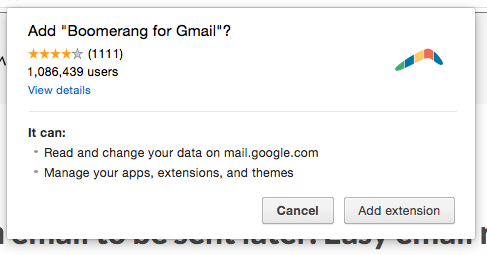 Add "Boomerang for Gmail"?
(1111)
1,086,439 users
View details
It can:
Read and change your data on mail.google.com
Manage your apps, extensions, and themes
Cancel Add extension
email to be sent later. Easy email